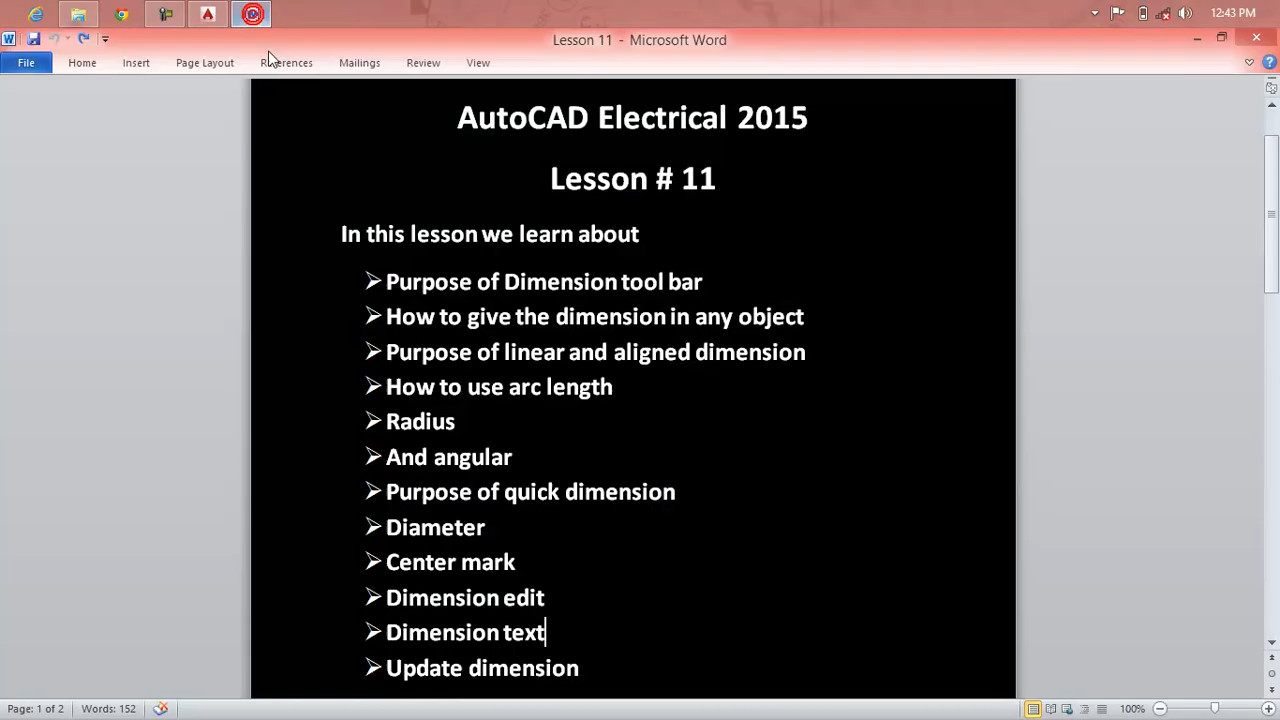 12:43 PM
Lesson 11 - Microsoft Word
File Home Insert Page Layout References Mailings Review View
AutoCAD Electrical 2015
Lesson # 11
In this lesson we learn about
Purpose of Dimension tool bar
How to give the dimension in any object
Purpose of linear and aligned dimension
How to use arc length
Radius
And angular
Purpose of quick dimension
Diameter
Center mark
Dimension edit
Dimension text
Update dimension
Page: 1 of 2 Words: 152 100%